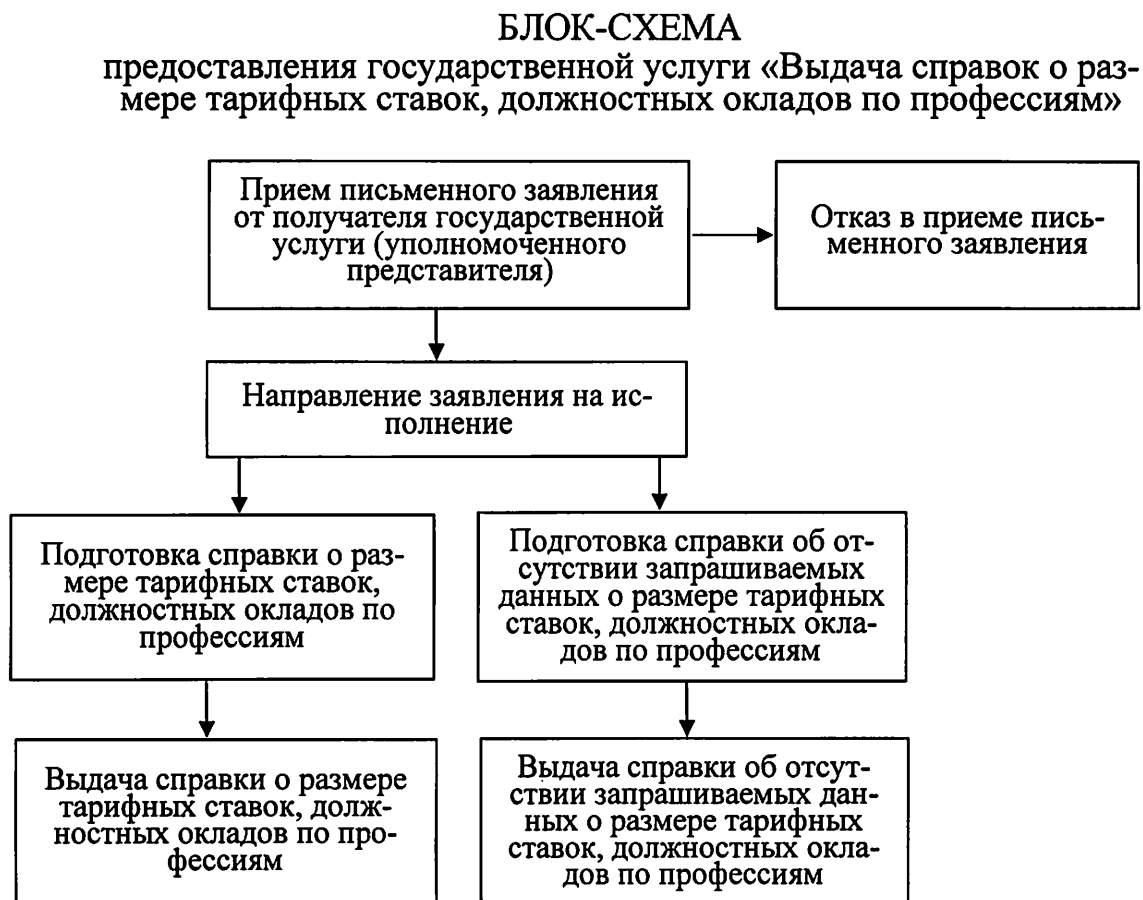 БЛОК-СХЕМА
предоставления государственной услуги «Выдача справок о раз-
мере тарифных ставок, должностных окладов по профессиям»
Прием письменного заявления
от получателя государственной
услуги (уполномоченного
представителя)
Отказ в приеме пись-
менного заявления
Направление заявления на ис-
полнение
Подготовка справки о раз-
мере тарифных ставок,
должностных окладов по
профессиям
Подготовка справки об от-
сутствии запрашиваемых
данных о размере тарифных
ставок, должностных окла-
дов по профессиям
Выдача справки о размере
тарифных ставок, долж-
ностных окладов по про-
фессиям
Выдача справки об отсут-
ствии запрашиваемых дан-
ных о размере тарифных
ставок, должностных окла-
дов по профессиям